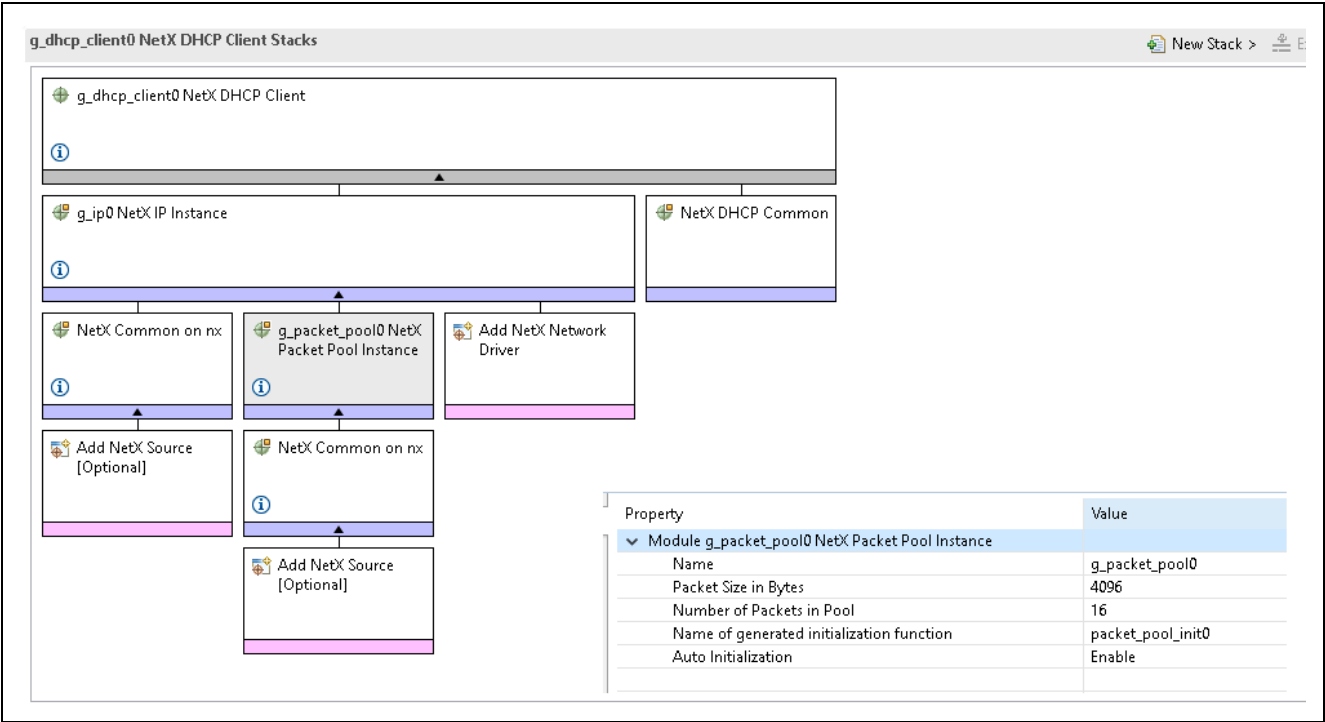 g_dhcp_client0 NetX DHCP Client Stacks
New Stack >
g_dhcp_client0 NetX DHCP Client
g_ip0 NetX IP Instance
NetX DHCP Common
NetX Common on nx
g_packet_pool0 NetX
Packet Pool Instance
Add NetX Network
Driver
Add NetX Source
[Optional]
NetX Common on nx
Add NetX Source
[Optional]
Property Value
Module g_packet_pool0 NetX Packet Pool Instance
Name g_packet_pool0
Packet Size in Bytes 4096
Number of Packets in Pool 16
Name of generated initialization function packet_pool_init0
Auto Initialization Enable